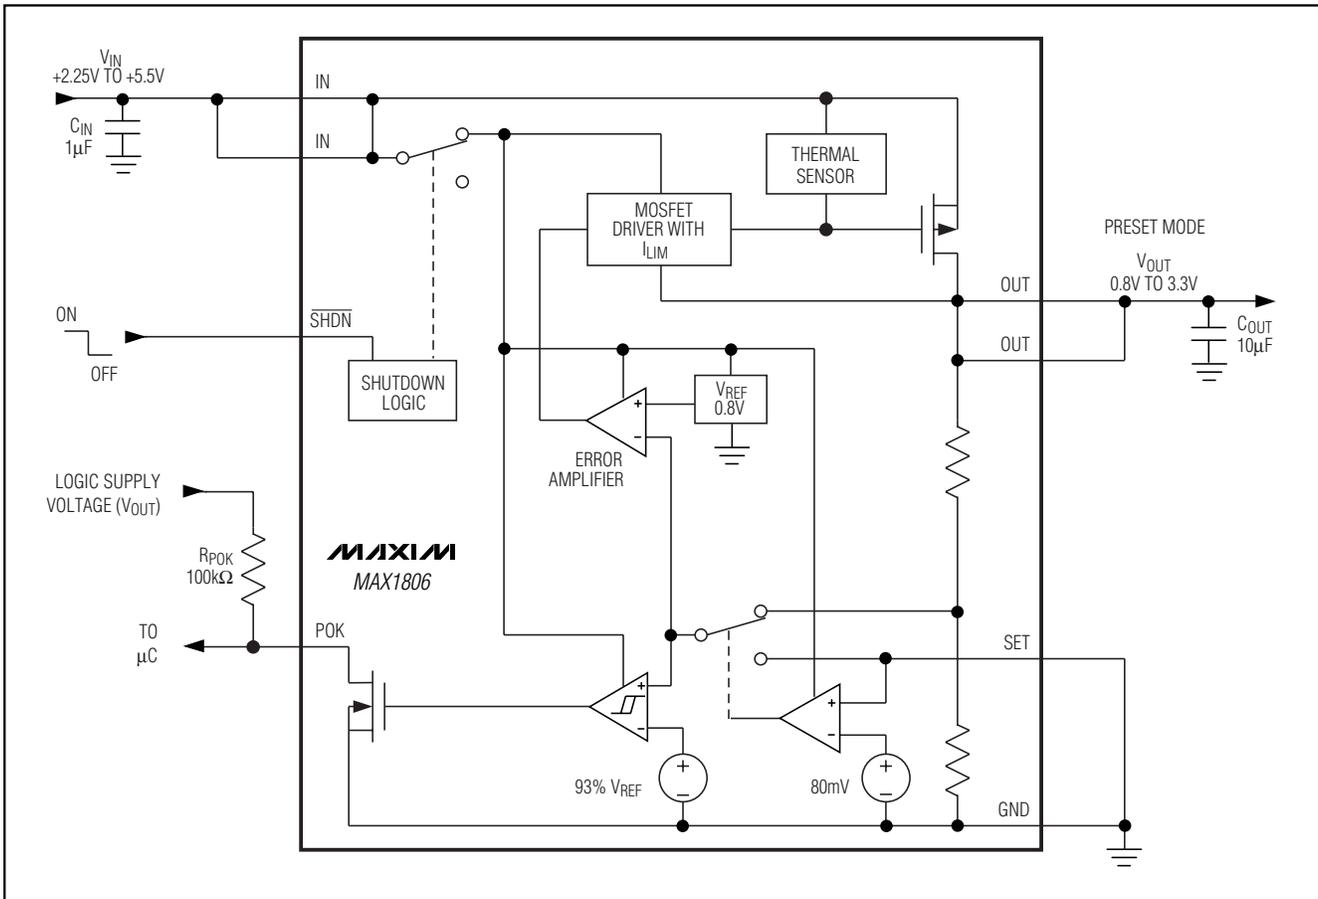 V_IN
+2.25V TO +5.5V
C_IN
1μF
IN
IN
THERMAL
SENSOR
MOSFET
DRIVER WITH
I_LIM
PRESET MODE
V_OUT
0.8V TO 3.3V
OUT
C_OUT
10μF
OUT
ON
OFF
SHDN
SHUTDOWN
LOGIC
V_REF
0.8V
+
−
ERROR
AMPLIFIER
LOGIC SUPPLY
VOLTAGE (V_OUT)
R_POK
100kΩ
MAXIM
MAX1806
TO
μC
POK
SET
+
−
+
−
93% V_REF
+
−
80mV
+
−
GND